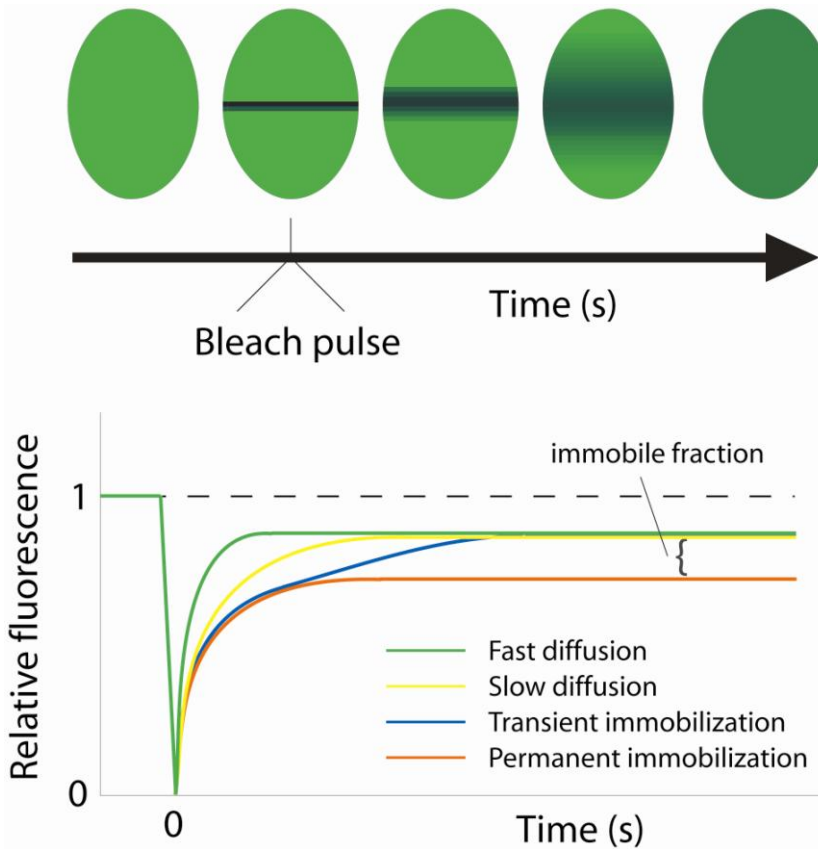 Time (s)
Bleach pulse
Relative fluorescence
immobile fraction
1
{
Fast diffusion
Slow diffusion
Transient immobilization
Permanent immobilization
0
0
Time (s)